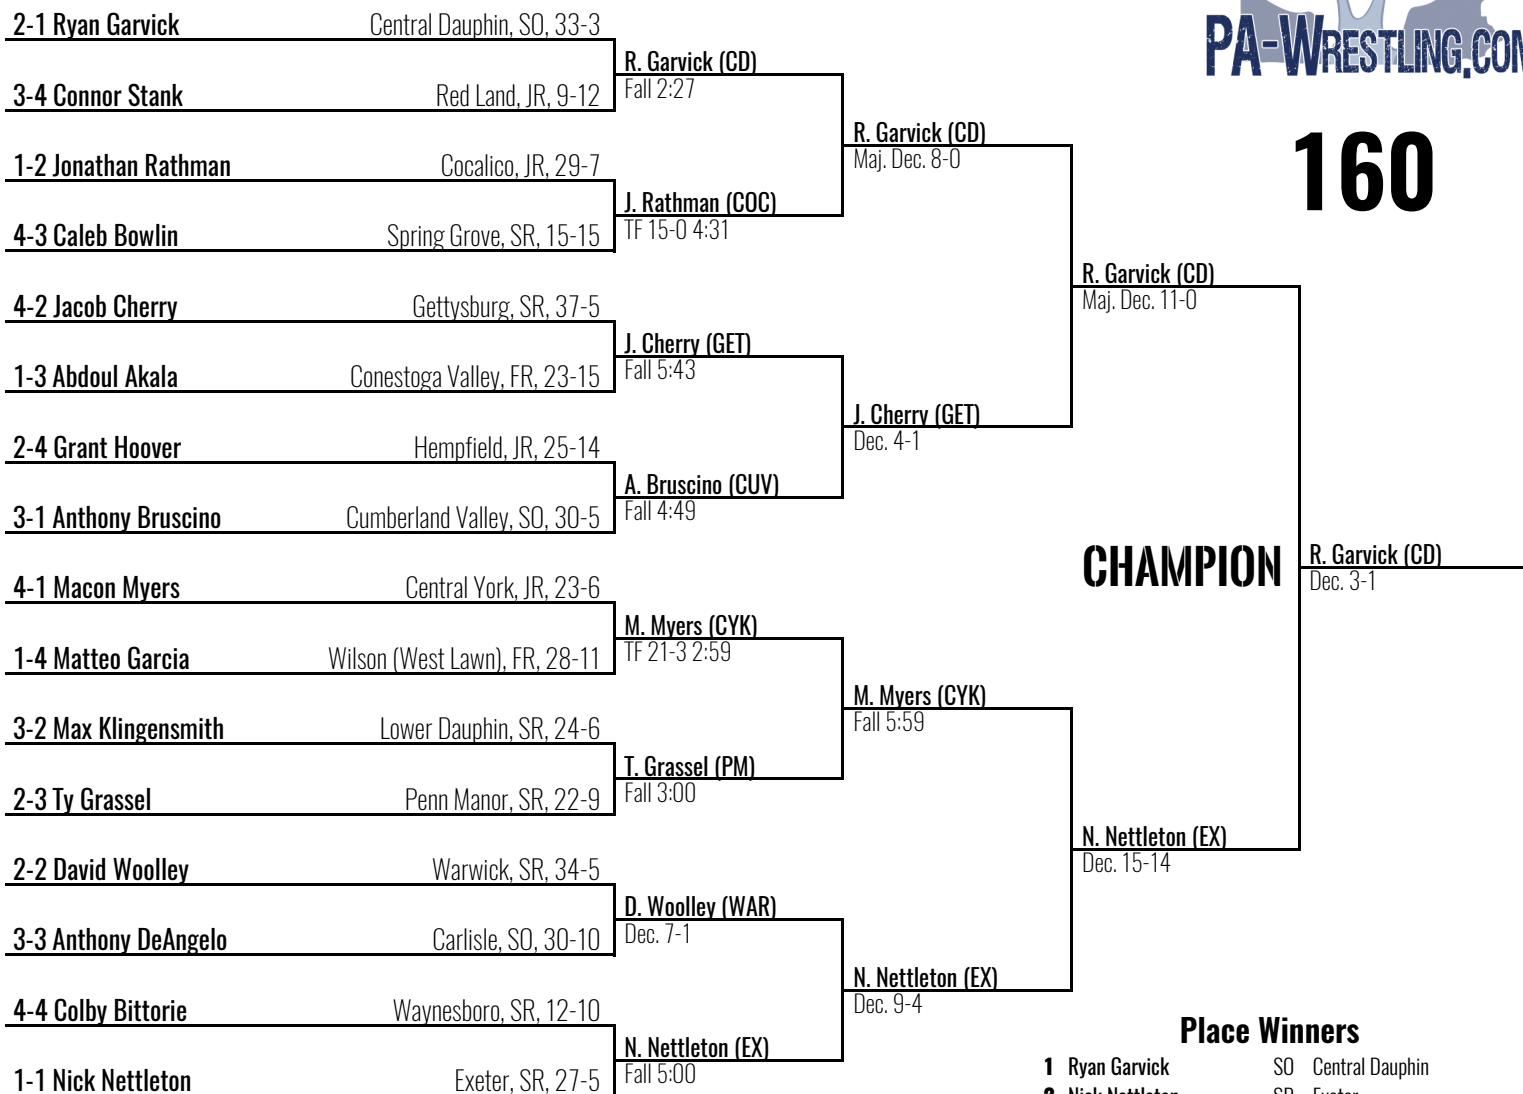 PA-WRESTLING.COM
160
2-1 Ryan Garvick Central Dauphin, SO, 33-3
R. Garvick (CD)
Fall 2:27
3-4 Connor Stank Red Land, JR, 9-12
R. Garvick (CD)
Maj. Dec. 8-0
1-2 Jonathan Rathman Cocalico, JR, 29-7
J. Rathman (COC)
TF 15-0 4:31
4-3 Caleb Bowlin Spring Grove, SR, 15-15
R. Garvick (CD)
Maj. Dec. 11-0
4-2 Jacob Cherry Gettysburg, SR, 37-5
J. Cherry (GET)
Fall 5:43
1-3 Abdoul Akala Conestoga Valley, FR, 23-15
J. Cherry (GET)
Dec. 4-1
2-4 Grant Hoover Hempfield, JR, 25-14
A. Bruscino (CUV)
Fall 4:49
3-1 Anthony Bruscino Cumberland Valley, SO, 30-5
CHAMPION
R. Garvick (CD)
Dec. 3-1
4-1 Macon Myers Central York, JR, 23-6
M. Myers (CYK)
TF 21-3 2:59
1-4 Matteo Garcia Wilson (West Lawn), FR, 28-11
M. Myers (CYK)
Fall 5:59
3-2 Max Klingensmith Lower Dauphin, SR, 24-6
T. Grassel (PM)
Fall 3:00
2-3 Ty Grassel Penn Manor, SR, 22-9
N. Nettleton (EX)
Dec. 15-14
2-2 David Woolley Warwick, SR, 34-5
D. Woolley (WAR)
Dec. 7-1
3-3 Anthony DeAngelo Carlisle, SO, 30-10
N. Nettleton (EX)
Dec. 9-4
4-4 Colby Bittorie Waynesboro, SR, 12-10
N. Nettleton (EX)
Fall 5:00
1-1 Nick Nettleton Exeter, SR, 27-5
Place Winners
1 Ryan Garvick SO Central Dauphin
2 Nick Nettleton SR Exeter